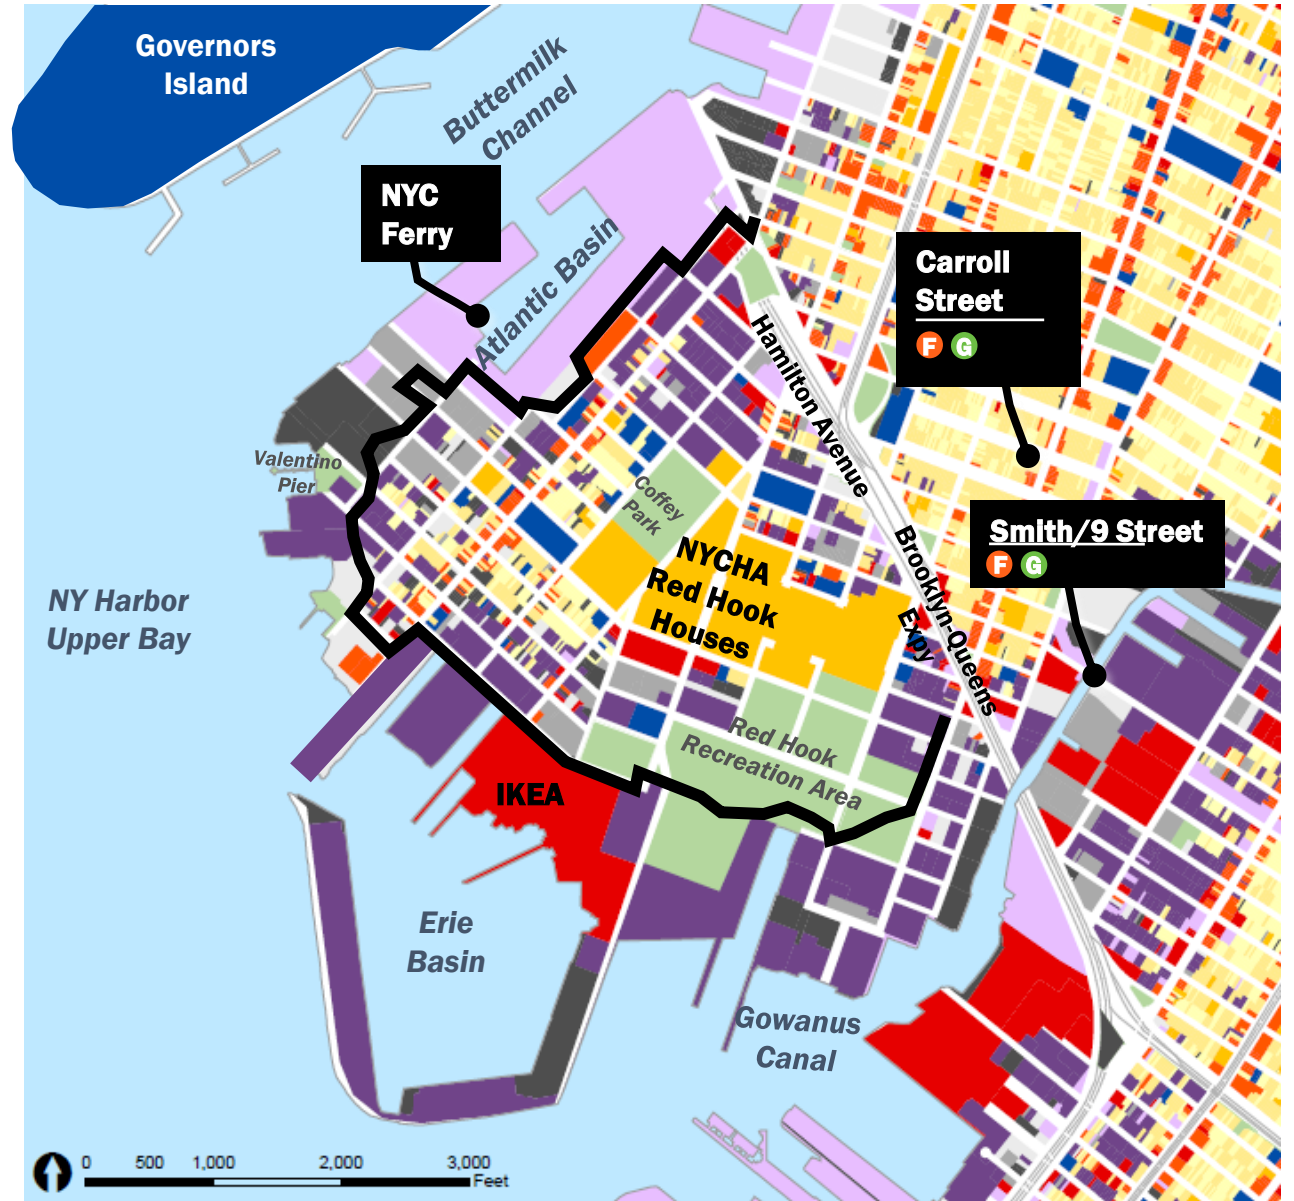 Governors
Island
Buttermilk
Channel
NYC
Ferry
Atlantic Basin
Carroll
Street
F G
Hamilton Avenue
Valentino
Pier
Coffey
Park
Smith/9 Street
F G
NYCHA
Red Hook
Houses
Brooklyn-Queens
Expy
NY Harbor
Upper Bay
Red Hook
Recreation Area
IKEA
Erie
Basin
Gowanus
Canal
0 500 1,000 2,000 3,000
Feet